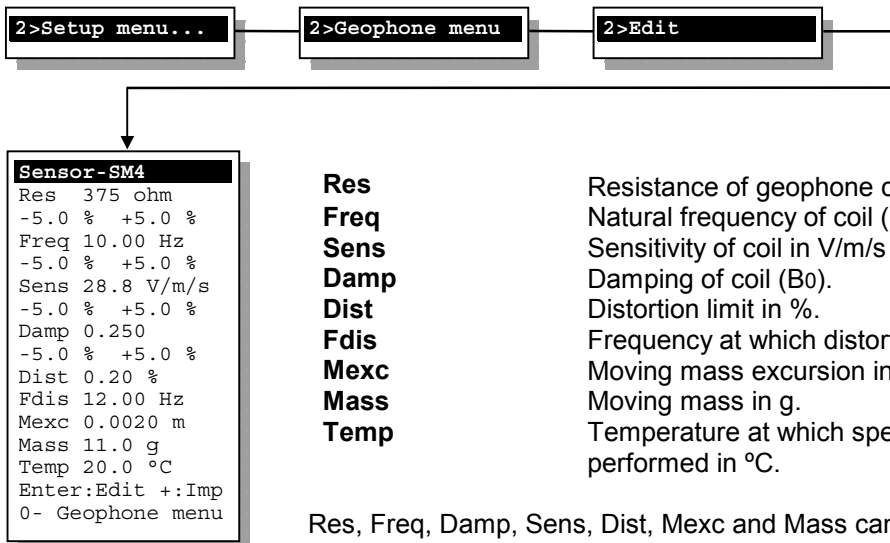 2>Setup menu...
2>Geophone menu
2>Edit
Sensor-SM4
Res 375 ohm
-5.0 % +5.0 %
Freq 10.00 Hz
-5.0 % +5.0 %
Sens 28.8 V/m/s
-5.0 % +5.0 %
Damp 0.250
-5.0 % +5.0 %
Dist 0.20 %
Fdis 12.00 Hz
Mexc 0.0020 m
Mass 11.0 g
Temp 20.0 ºC
Enter:Edit +:Imp
0- Geophone menu
Res Resistance of geophone
Freq Natural frequency of coil (
Sens Sensitivity of coil in V/m/s
Damp Damping of coil (B0).
Dist Distortion limit in %.
Fdis Frequency at which
Mexc Moving mass excursion in
Mass Moving mass in g.
Temp Temperature at which
performed in ºC.
Res, Freq, Damp, Sens, Dist, Mexc and Mass